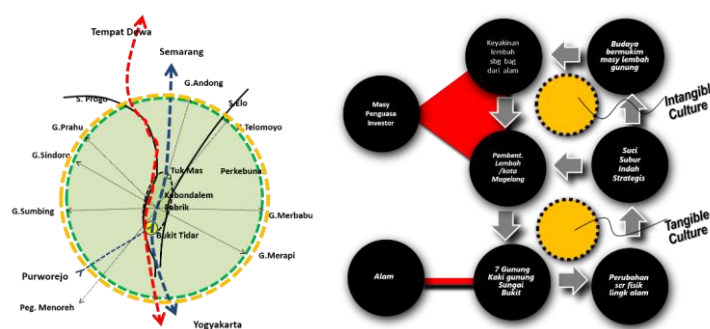 Tempat Dewa
Semarang
G.Andong
S. Progo
S.Elo
G.Prahu
Telomoyo
G.Sindoro
Tuk Mas
Perkebuna
Kebondalem
Pabrik
G.Sumbing
G.Merbabu
Bukit Tidar
G.Merapi
Purworejo
Peg. Menoreh
Yogyakarta
Keyakinan
lembah
sbg bag
dari alam
Budaya
bermukim
masy lembah
gunung
Masy
Penguasa
Investor
Intangible
Culture
Pembent.
Lembah
/kota
Magelang
Suci
Subur
Indah
Strategis
Tangible
Culture
Alam
7 Gunung
Kaki gunung
Sungai
Bukit
Perubahan
scr fisik
lingk alam